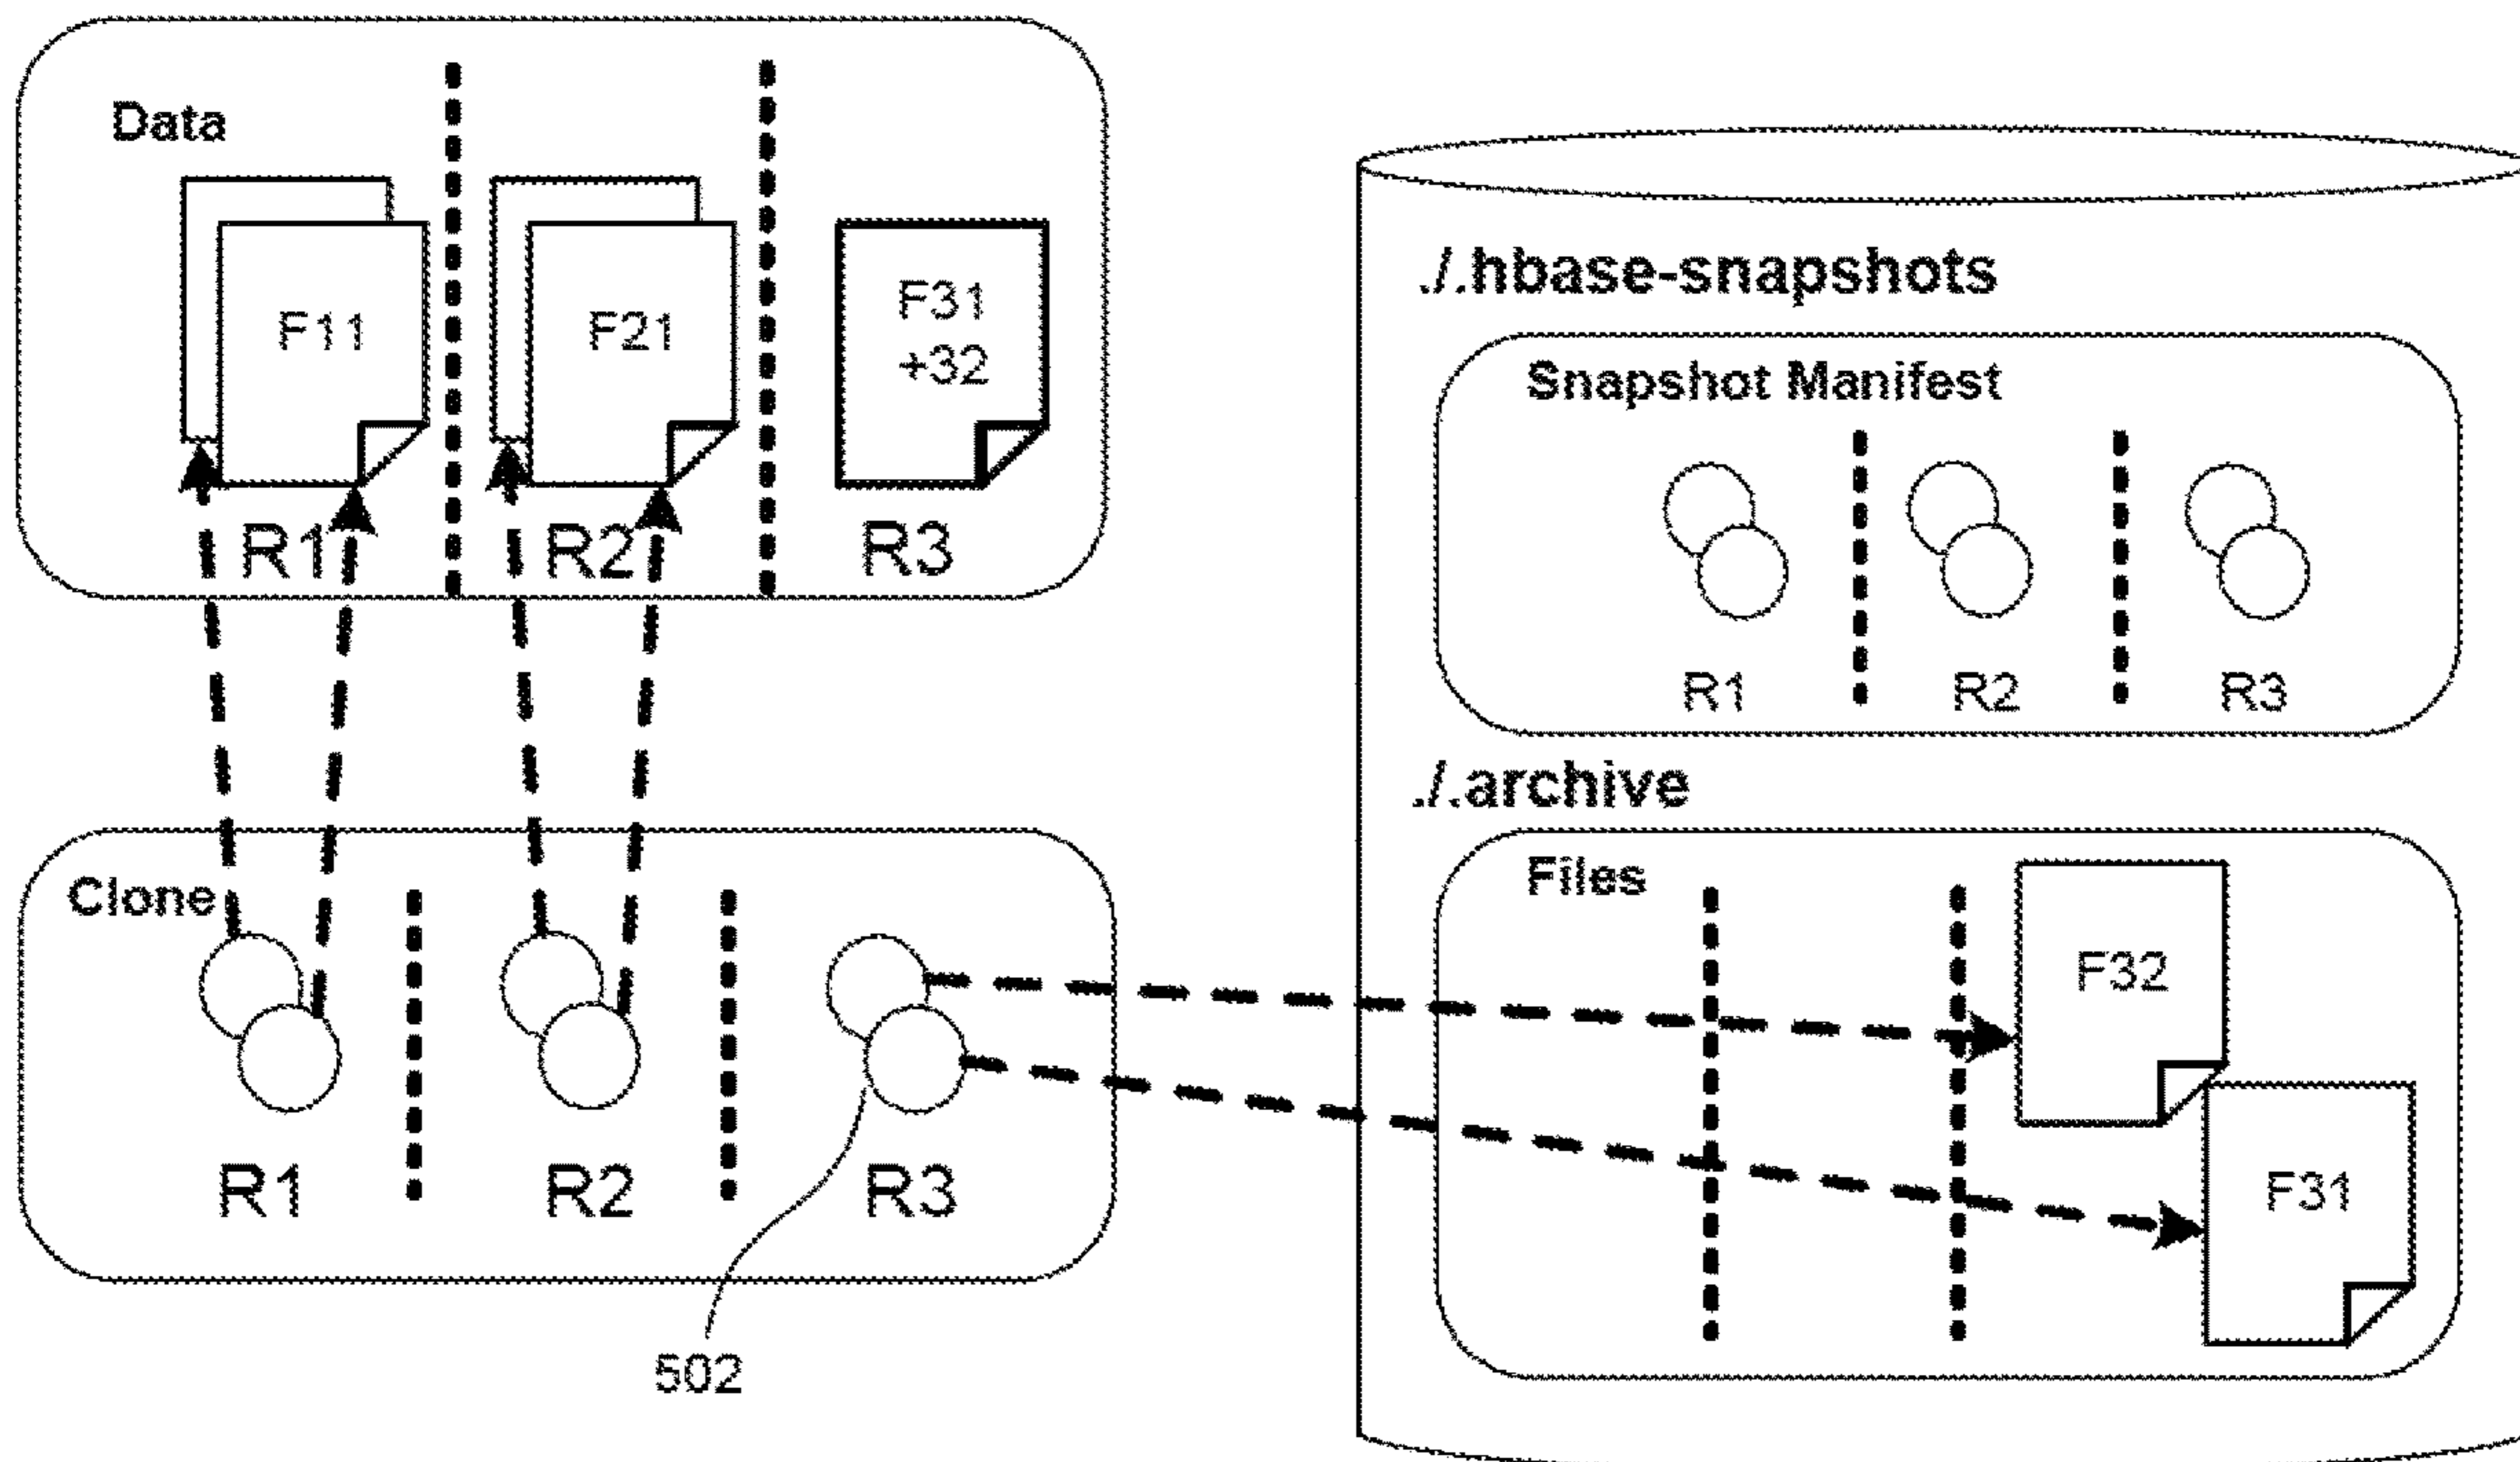 Data
F11
F21
F31
+32
R1
R2
R3
./.hbase-snapshots
Snapshot Manifest
R1
R2
R3
./.archive
Clone
R1
R2
R3
502
Files
F32
F31